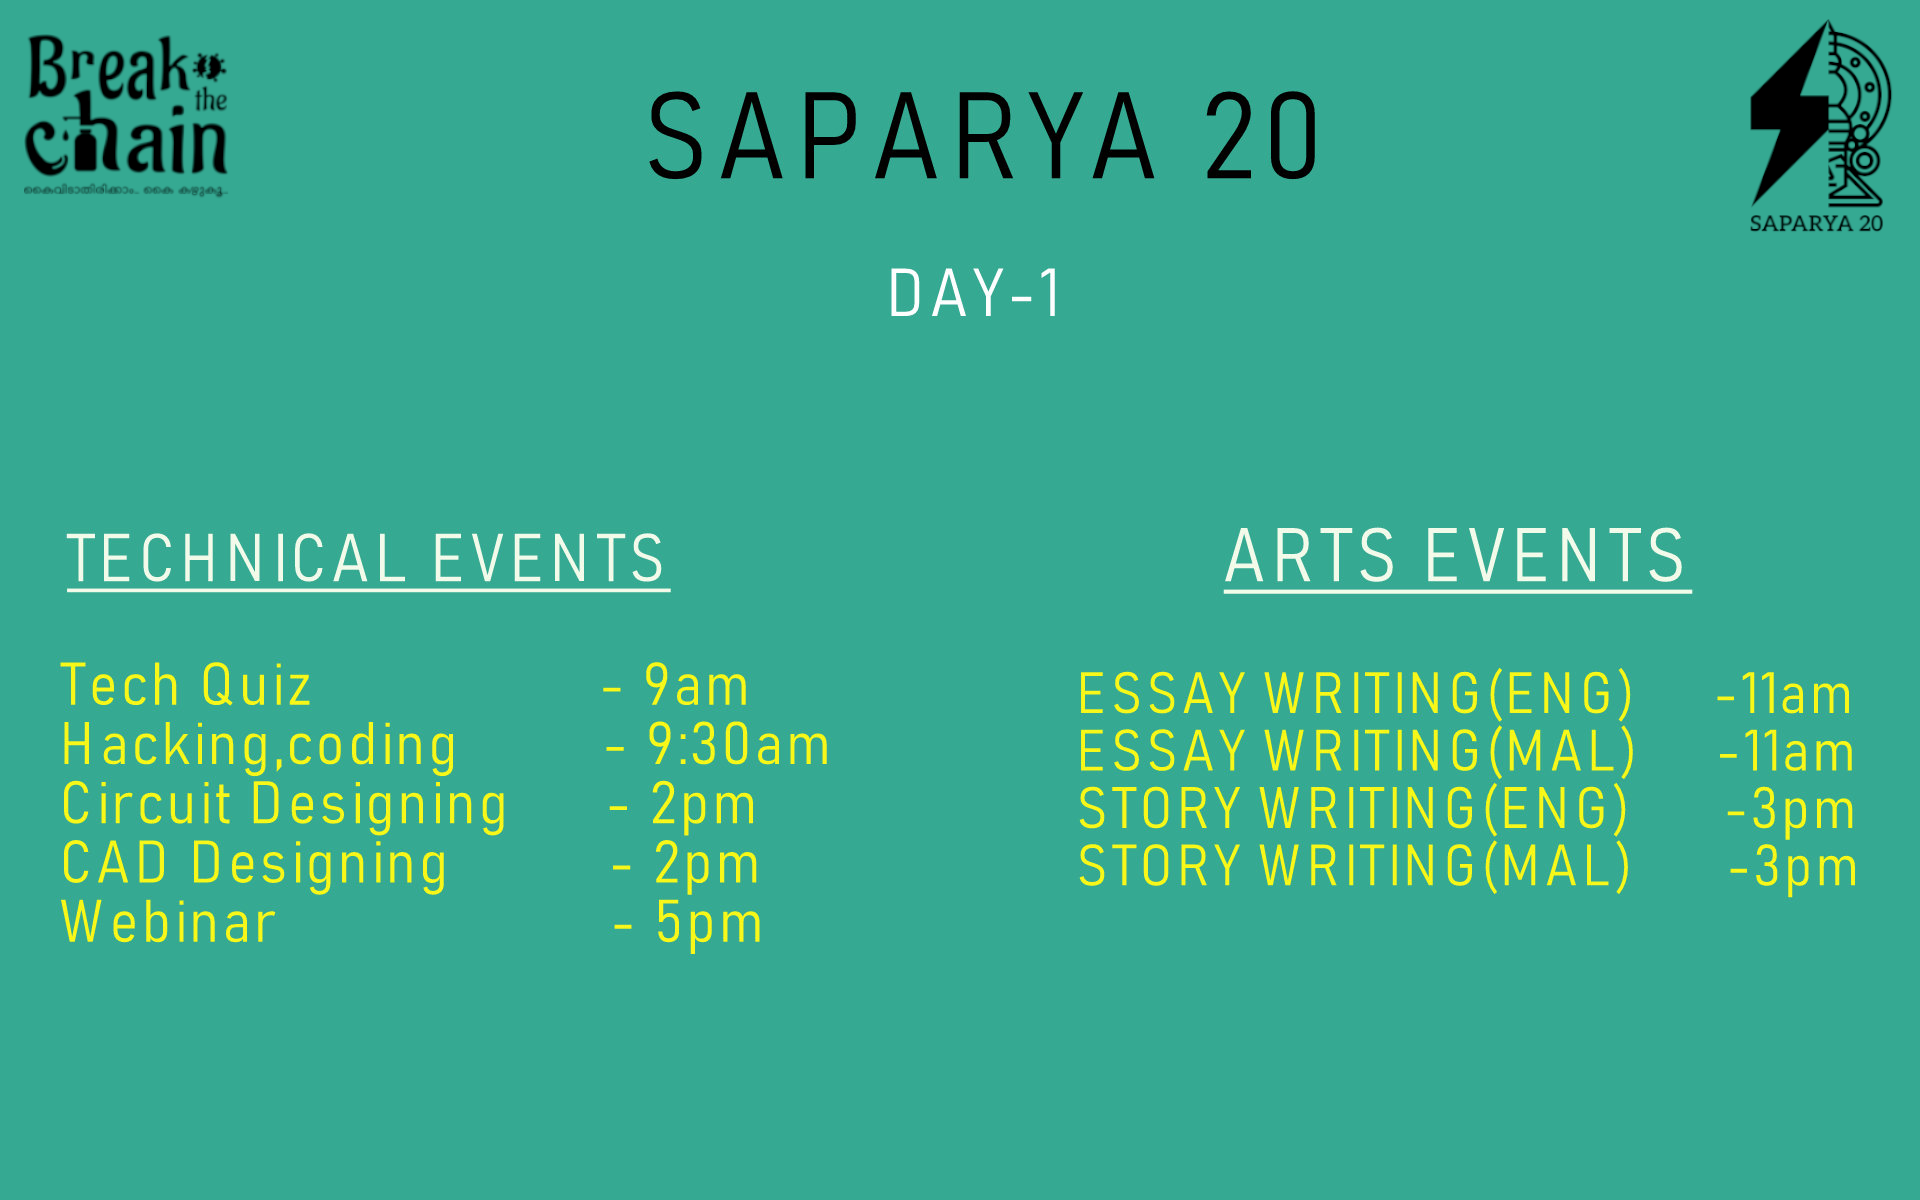 Break
the
chain
കൈവിടാതിരിക്കാം.. കൈ കഴുകൂ..
SAPARYA 20
SAPARYA 20
DAY-1
TECHNICAL EVENTS
Tech Quiz - 9am
Hacking,coding - 9:30am
Circuit Designing - 2pm
CAD Designing - 2pm
Webinar - 5pm
ARTS EVENTS
ESSAY WRITING(ENG) -11am
ESSAY WRITING(MAL) -11am
STORY WRITING(ENG) -3pm
STORY WRITING(MAL) -3pm